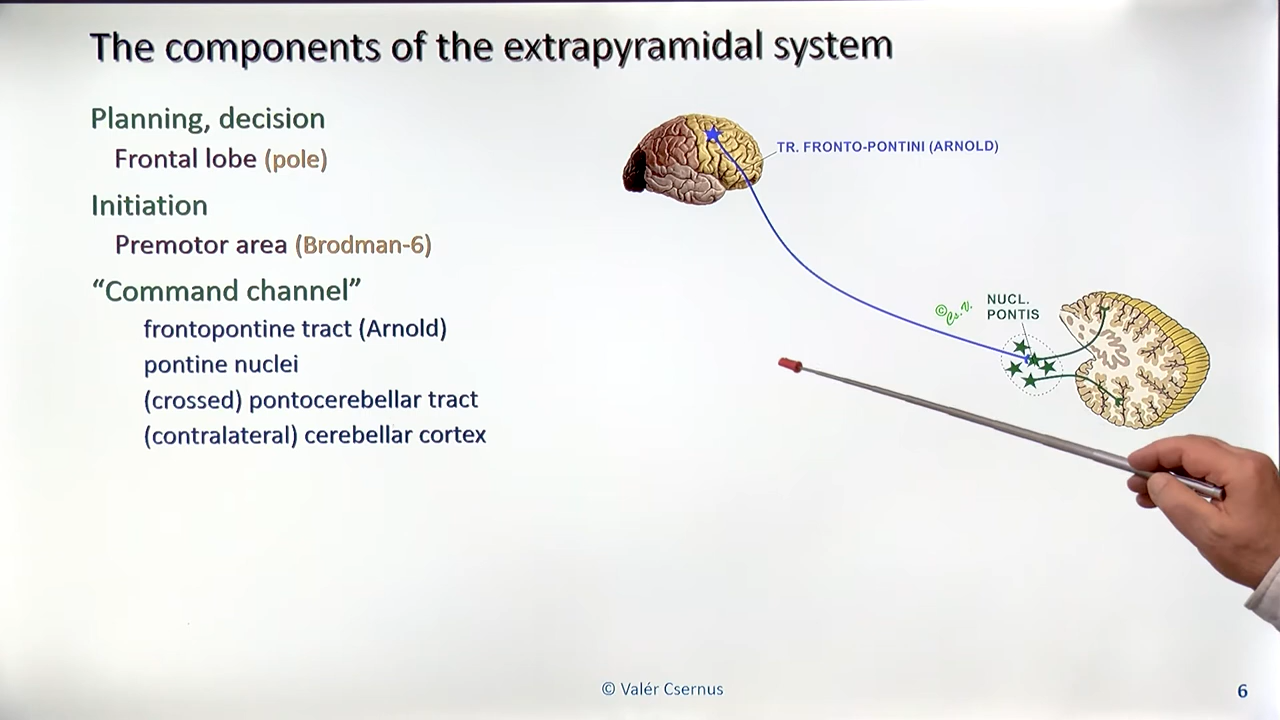 The components of the extrapyramidal system
Planning, decision
Frontal lobe (pole)
Initiation
Premotor area (Brodman-6)
“Command channel”
frontopontine tract (Arnold)
pontine nuclei
(crossed) pontocerebellar tract
(contralateral) cerebellar cortex
TR. FRONTO-PONTINI (ARNOLD)
©Cs.V.
NUCL.
PONTIS
© Valér Csernus
6